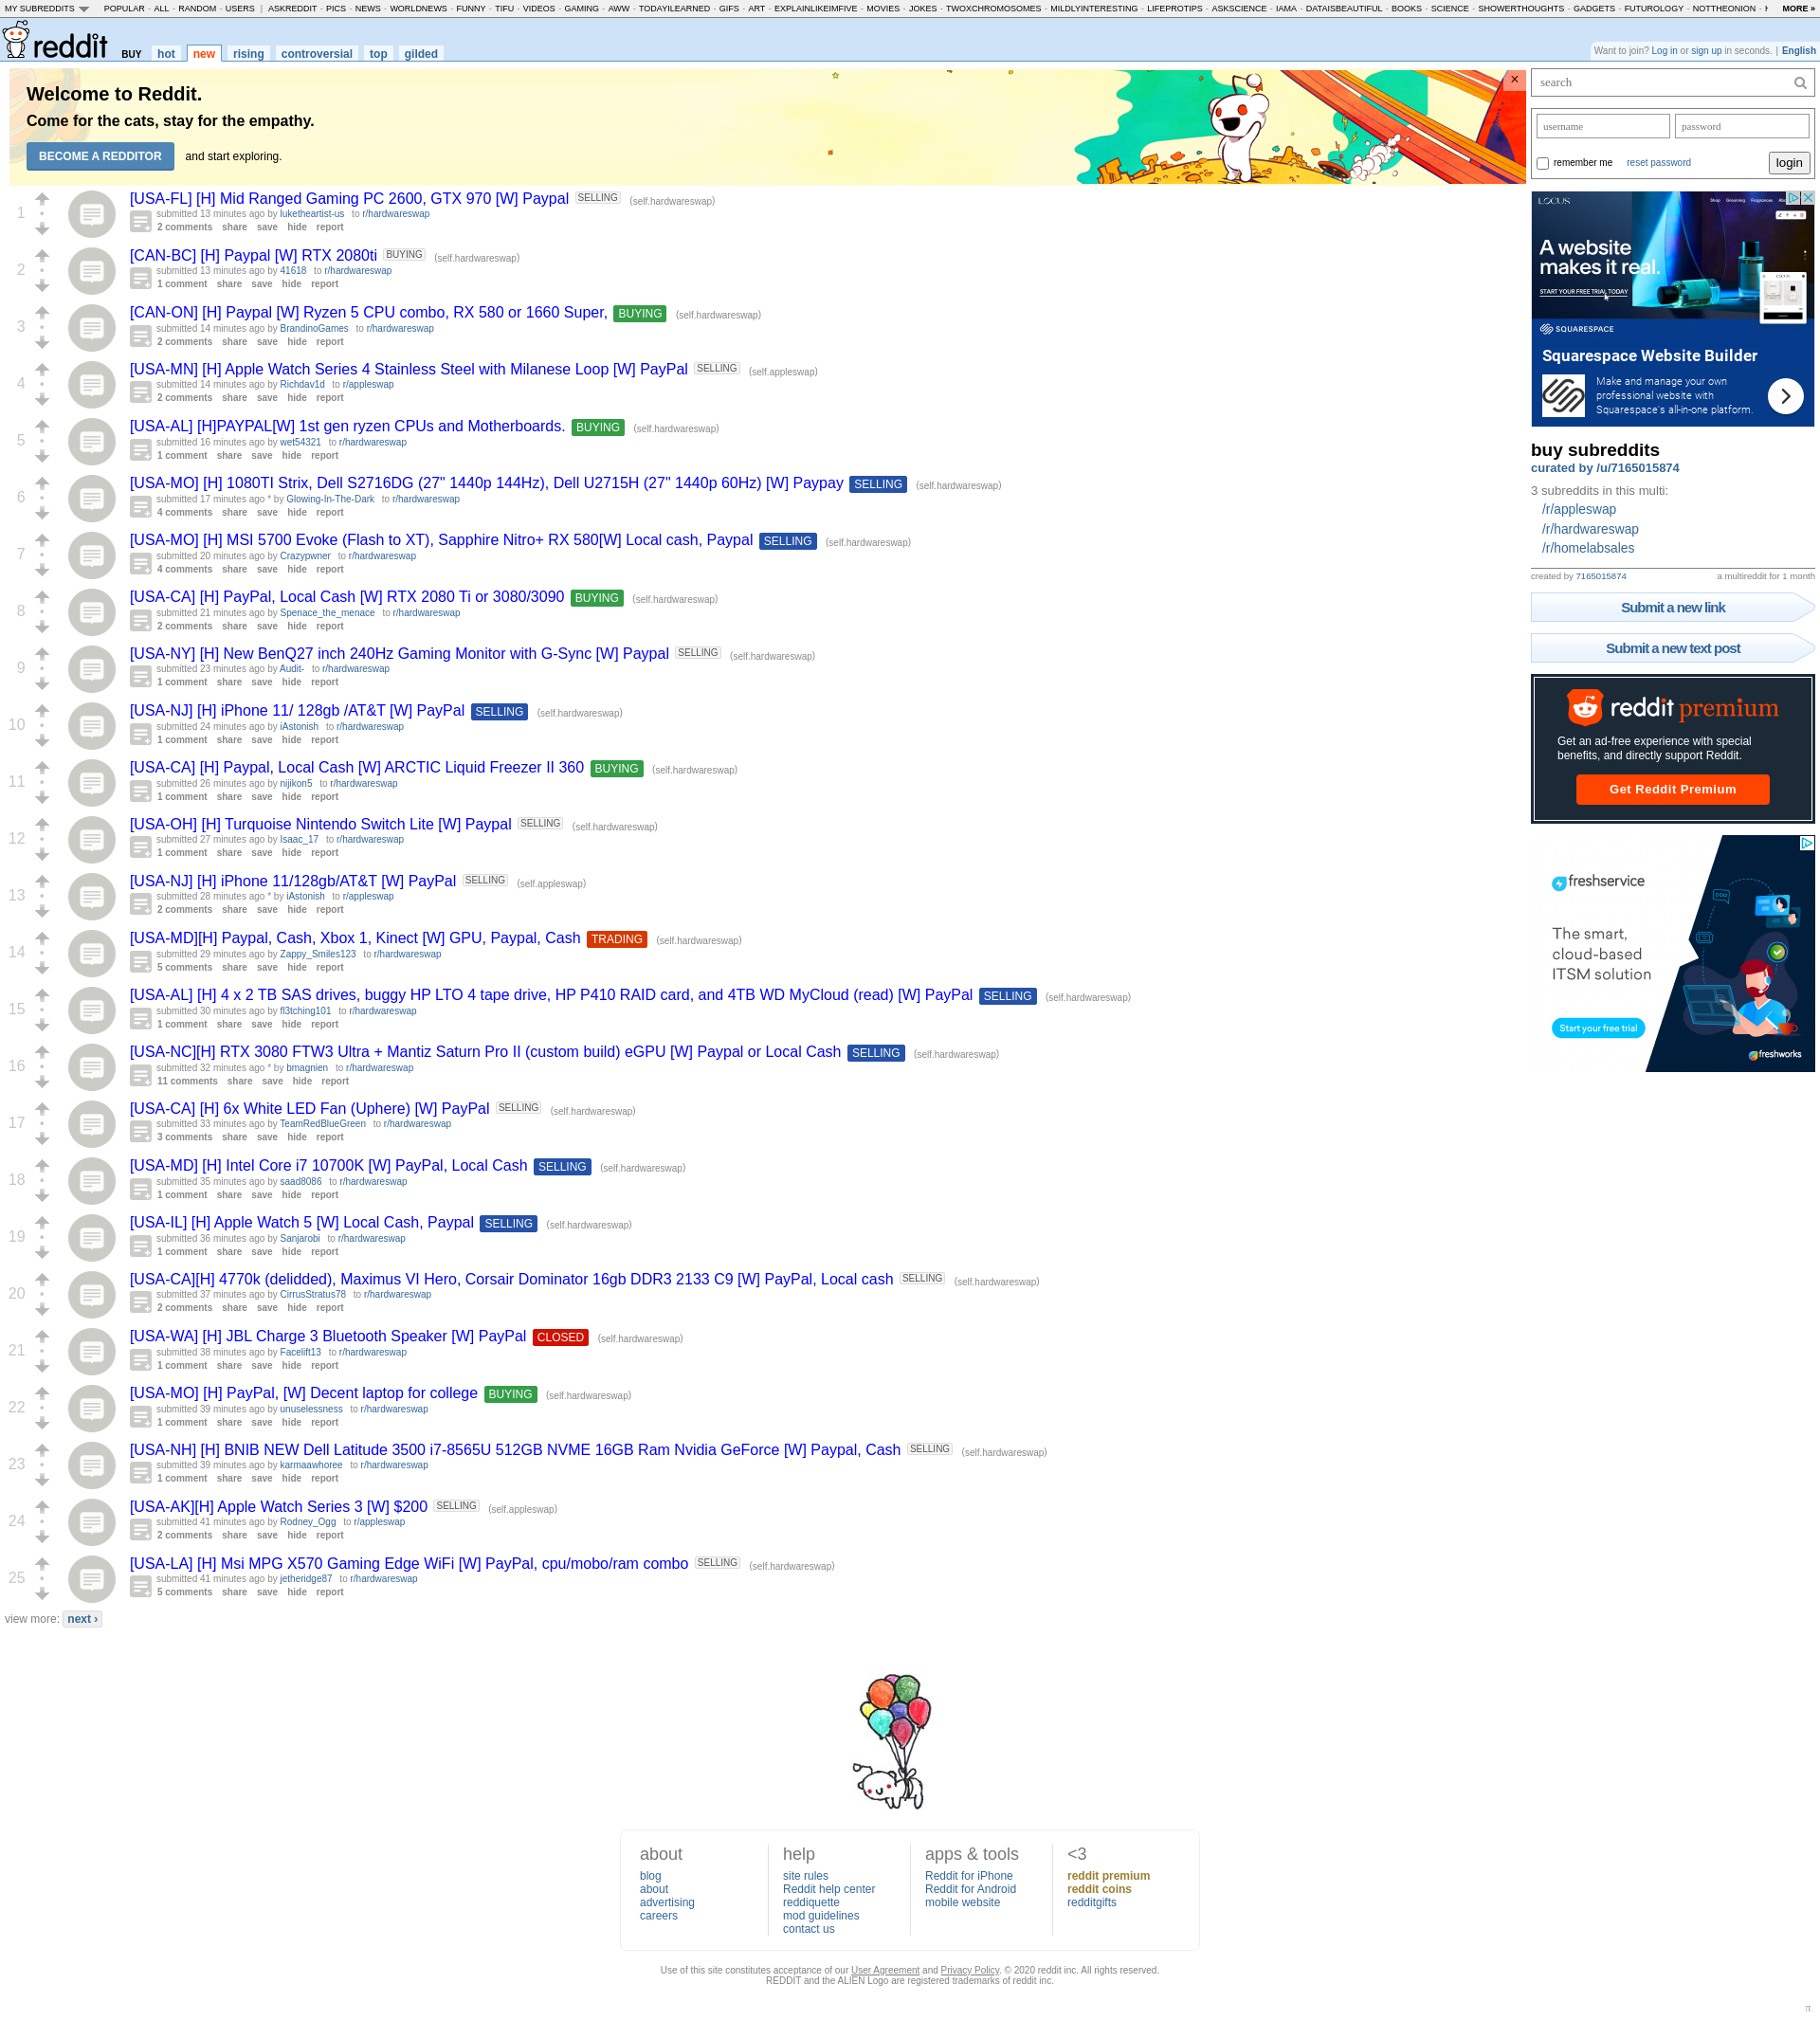 MY SUBREDDITS POPULAR - ALL - RANDOM - USERS | ASKREDDIT - PICS - NEWS - WORLDNEWS - FUNNY - TIFU - VIDEOS - GAMING - AWW - TODAYILEARNED - GIFS - ART - EXPLAINLIKEIMFIVE - MOVIES - JOKES - TWOXCHROMOSOMES - MILDLYINTERESTING - LIFEPROTIPS - ASKSCIENCE - IAMA - DATAISBEAUTIFUL - BOOKS - SCIENCE - SHOWERTHOUGHTS - GADGETS - FUTUROLOGY - NOTTHEONION - MORE »
reddit BUY hot new rising controversial top gilded
Want to join? Log in or sign up in seconds. | English
Welcome to Reddit.
Come for the cats, stay for the empathy.
BECOME A REDDITOR and start exploring.
×
1
[USA-FL] [H] Mid Ranged Gaming PC 2600, GTX 970 [W] Paypal SELLING (self.hardwareswap)
submitted 13 minutes ago by luketheartist-us to r/hardwareswap
2 comments share save hide report
2
[CAN-BC] [H] Paypal [W] RTX 2080ti BUYING (self.hardwareswap)
submitted 13 minutes ago by 41618 to r/hardwareswap
1 comment share save hide report
3
[CAN-ON] [H] Paypal [W] Ryzen 5 CPU combo, RX 580 or 1660 Super, BUYING (self.hardwareswap)
submitted 14 minutes ago by BrandinoGames to r/hardwareswap
2 comments share save hide report
4
[USA-MN] [H] Apple Watch Series 4 Stainless Steel with Milanese Loop [W] PayPal SELLING (self.appleswap)
submitted 14 minutes ago by Richdav1d to r/appleswap
2 comments share save hide report
5
[USA-AL] [H]PAYPAL[W] 1st gen ryzen CPUs and Motherboards. BUYING (self.hardwareswap)
submitted 16 minutes ago by wet54321 to r/hardwareswap
1 comment share save hide report
6
[USA-MO] [H] 1080TI Strix, Dell S2716DG (27" 1440p 144Hz), Dell U2715H (27" 1440p 60Hz) [W] Paypay SELLING (self.hardwareswap)
submitted 17 minutes ago * by Glowing-In-The-Dark to r/hardwareswap
4 comments share save hide report
7
[USA-MO] [H] MSI 5700 Evoke (Flash to XT), Sapphire Nitro+ RX 580[W] Local cash, Paypal SELLING (self.hardwareswap)
submitted 20 minutes ago by Crazypwner to r/hardwareswap
4 comments share save hide report
8
[USA-CA] [H] PayPal, Local Cash [W] RTX 2080 Ti or 3080/3090 BUYING (self.hardwareswap)
submitted 21 minutes ago by Spenace_the_menace to r/hardwareswap
2 comments share save hide report
9
[USA-NY] [H] New BenQ27 inch 240Hz Gaming Monitor with G-Sync [W] Paypal SELLING (self.hardwareswap)
submitted 23 minutes ago by Audit- to r/hardwareswap
1 comment share save hide report
10
[USA-NJ] [H] iPhone 11/ 128gb /AT&T [W] PayPal SELLING (self.hardwareswap)
submitted 24 minutes ago by iAstonish to r/hardwareswap
1 comment share save hide report
11
[USA-CA] [H] Paypal, Local Cash [W] ARCTIC Liquid Freezer II 360 BUYING (self.hardwareswap)
submitted 26 minutes ago by nijikon5 to r/hardwareswap
1 comment share save hide report
12
[USA-OH] [H] Turquoise Nintendo Switch Lite [W] Paypal SELLING (self.hardwareswap)
submitted 27 minutes ago by Isaac_17 to r/hardwareswap
1 comment share save hide report
13
[USA-NJ] [H] iPhone 11/128gb/AT&T [W] PayPal SELLING (self.appleswap)
submitted 28 minutes ago * by iAstonish to r/appleswap
2 comments share save hide report
14
[USA-MD][H] Paypal, Cash, Xbox 1, Kinect [W] GPU, Paypal, Cash TRADING (self.hardwareswap)
submitted 29 minutes ago by Zappy_Smiles123 to r/hardwareswap
5 comments share save hide report
15
[USA-AL] [H] 4 x 2 TB SAS drives, buggy HP LTO 4 tape drive, HP P410 RAID card, and 4TB WD MyCloud (read) [W] PayPal SELLING (self.hardwareswap)
submitted 30 minutes ago by fl3tching101 to r/hardwareswap
1 comment share save hide report
16
[USA-NC][H] RTX 3080 FTW3 Ultra + Mantiz Saturn Pro II (custom build) eGPU [W] Paypal or Local Cash SELLING (self.hardwareswap)
submitted 32 minutes ago * by bmagnien to r/hardwareswap
11 comments share save hide report
17
[USA-CA] [H] 6x White LED Fan (Uphere) [W] PayPal SELLING (self.hardwareswap)
submitted 33 minutes ago by TeamRedBlueGreen to r/hardwareswap
3 comments share save hide report
18
[USA-MD] [H] Intel Core i7 10700K [W] PayPal, Local Cash SELLING (self.hardwareswap)
submitted 35 minutes ago by saad8086 to r/hardwareswap
1 comment share save hide report
19
[USA-IL] [H] Apple Watch 5 [W] Local Cash, Paypal SELLING (self.hardwareswap)
submitted 36 minutes ago by Sanjarobi to r/hardwareswap
1 comment share save hide report
20
[USA-CA][H] 4770k (delidded), Maximus VI Hero, Corsair Dominator 16gb DDR3 2133 C9 [W] PayPal, Local cash SELLING (self.hardwareswap)
submitted 37 minutes ago by CirrusStratus78 to r/hardwareswap
2 comments share save hide report
21
[USA-WA] [H] JBL Charge 3 Bluetooth Speaker [W] PayPal CLOSED (self.hardwareswap)
submitted 38 minutes ago by Facelift13 to r/hardwareswap
1 comment share save hide report
22
[USA-MO] [H] PayPal, [W] Decent laptop for college BUYING (self.hardwareswap)
submitted 39 minutes ago by unuselessness to r/hardwareswap
1 comment share save hide report
23
[USA-NH] [H] BNIB NEW Dell Latitude 3500 i7-8565U 512GB NVME 16GB Ram Nvidia GeForce [W] Paypal, Cash SELLING (self.hardwareswap)
submitted 39 minutes ago by karmaawhoree to r/hardwareswap
1 comment share save hide report
24
[USA-AK][H] Apple Watch Series 3 [W] $200 SELLING (self.appleswap)
submitted 41 minutes ago by Rodney_Ogg to r/appleswap
2 comments share save hide report
25
[USA-LA] [H] Msi MPG X570 Gaming Edge WiFi [W] PayPal, cpu/mobo/ram combo SELLING (self.hardwareswap)
submitted 41 minutes ago by jetheridge87 to r/hardwareswap
5 comments share save hide report
view more: next ›
search
username password
remember me reset password login
LOCUS
Shop Grooming Fragrances
A website
makes it real.
START YOUR FREE TRIAL TODAY
SQUARESPACE
Squarespace Website Builder
Make and manage your own
professional website with
Squarespace's all-in-one platform.
buy subreddits
curated by /u/7165015874
3 subreddits in this multi:
/r/appleswap
/r/hardwareswap
/r/homelabsales
created by 7165015874 a multireddit for 1 month
Submit a new link
Submit a new text post
reddit premium
Get an ad-free experience with special
benefits, and directly support Reddit.
Get Reddit Premium
freshservice
The smart,
cloud-based
ITSM solution
Start your free trial
freshworks
about
blog
about
advertising
careers
help
site rules
Reddit help center
reddiquette
mod guidelines
contact us
apps & tools
Reddit for iPhone
Reddit for Android
mobile website
<3
reddit premium
reddit coins
redditgifts
Use of this site constitutes acceptance of our User Agreement and Privacy Policy. © 2020 reddit inc. All rights reserved.
REDDIT and the ALIEN Logo are registered trademarks of reddit inc.
π